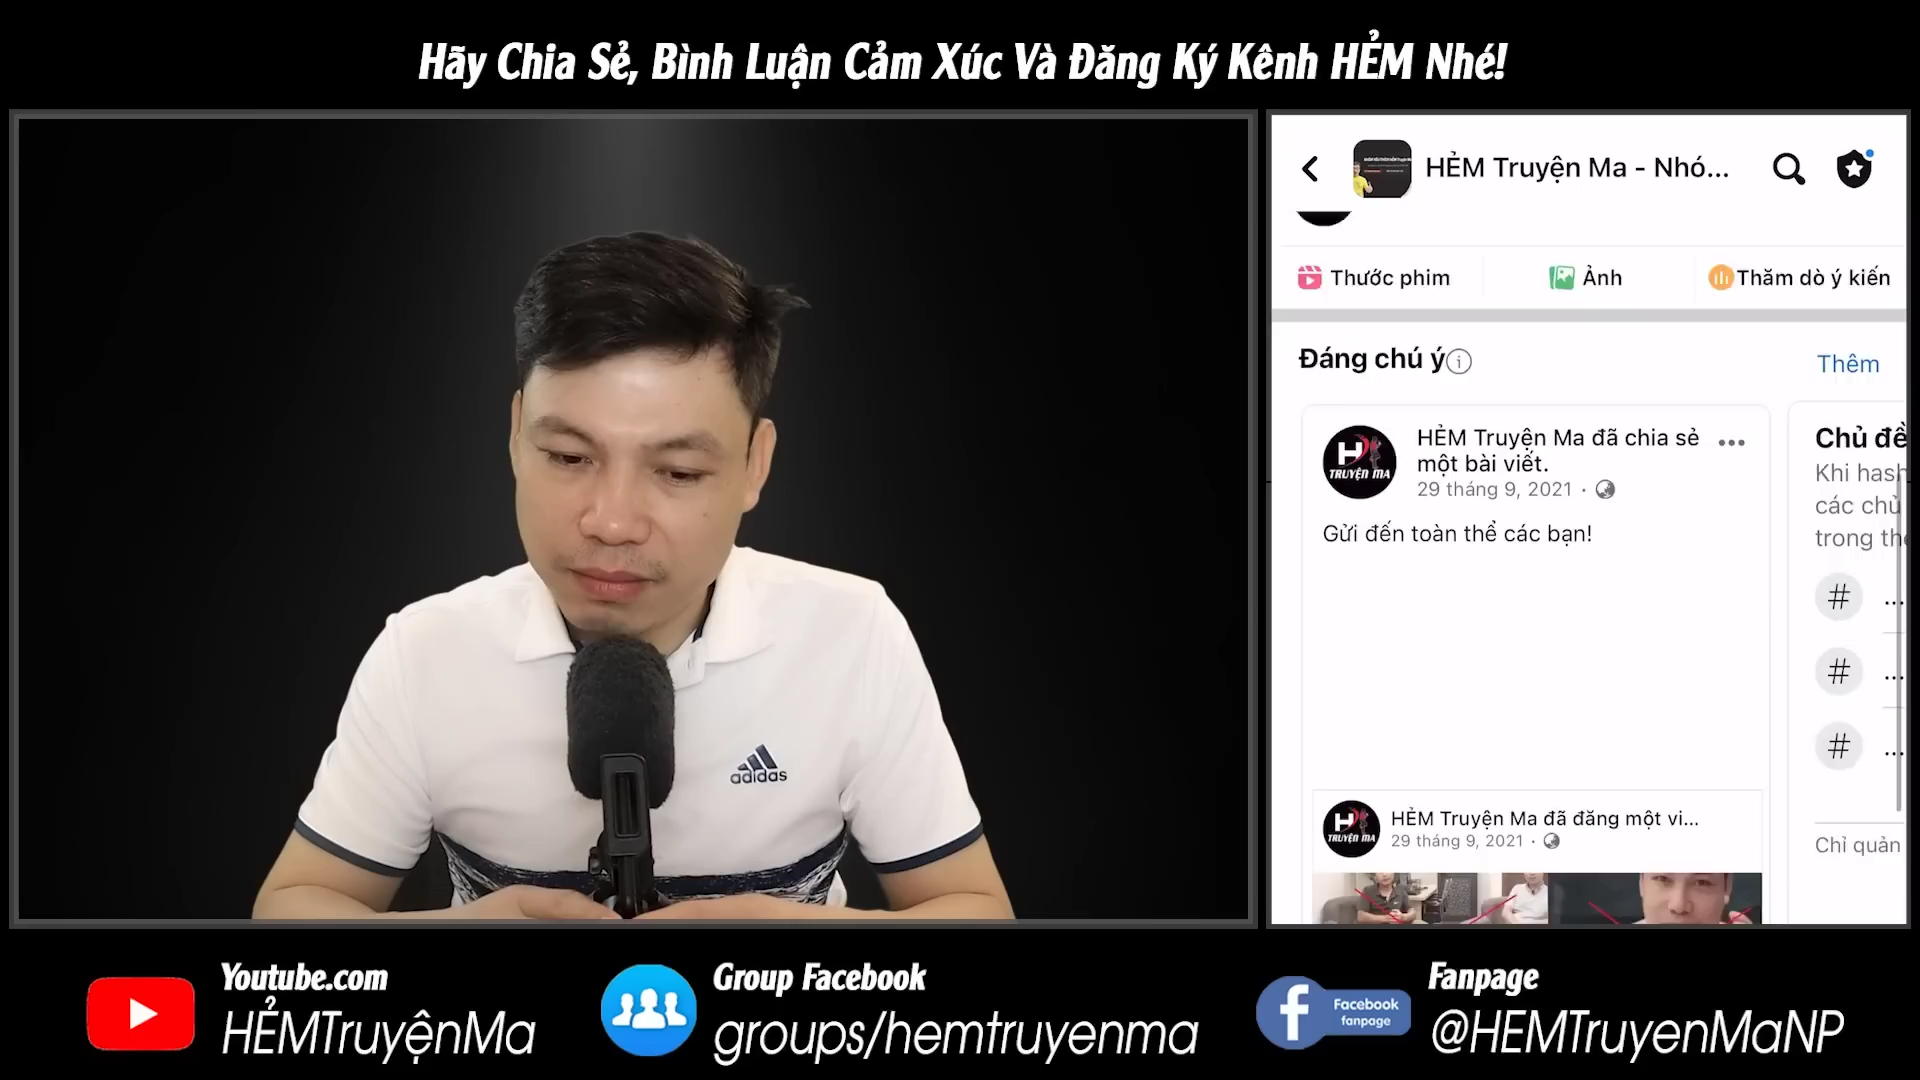 Hãy Chia Sẻ, Bình Luận Cảm Xúc Và Đăng Ký Kênh HẺM Nhé!
HẺM Truyện Ma - Nhó...
Thước phim
Ảnh
Thăm dò ý kiến
Đáng chú ý
Thêm
HẺM Truyện Ma đã chia sẻ
một bài viết.
29 tháng 9, 2021
Gửi đến toàn thể các bạn!
H
TRUYỆN MA
HẺM Truyện Ma đã đăng một vi...
29 tháng 9, 2021
H
TRUYỆN MA
Chủ đề
Khi hash
các chủ
trong th
# ...
# ...
# ...
Chỉ quản
adidas
Youtube.com
HẺMTruyệnMa
Group Facebook
groups/hemtruyenma
Facebook
fanpage
Fanpage
@HEMTruyenMaNP